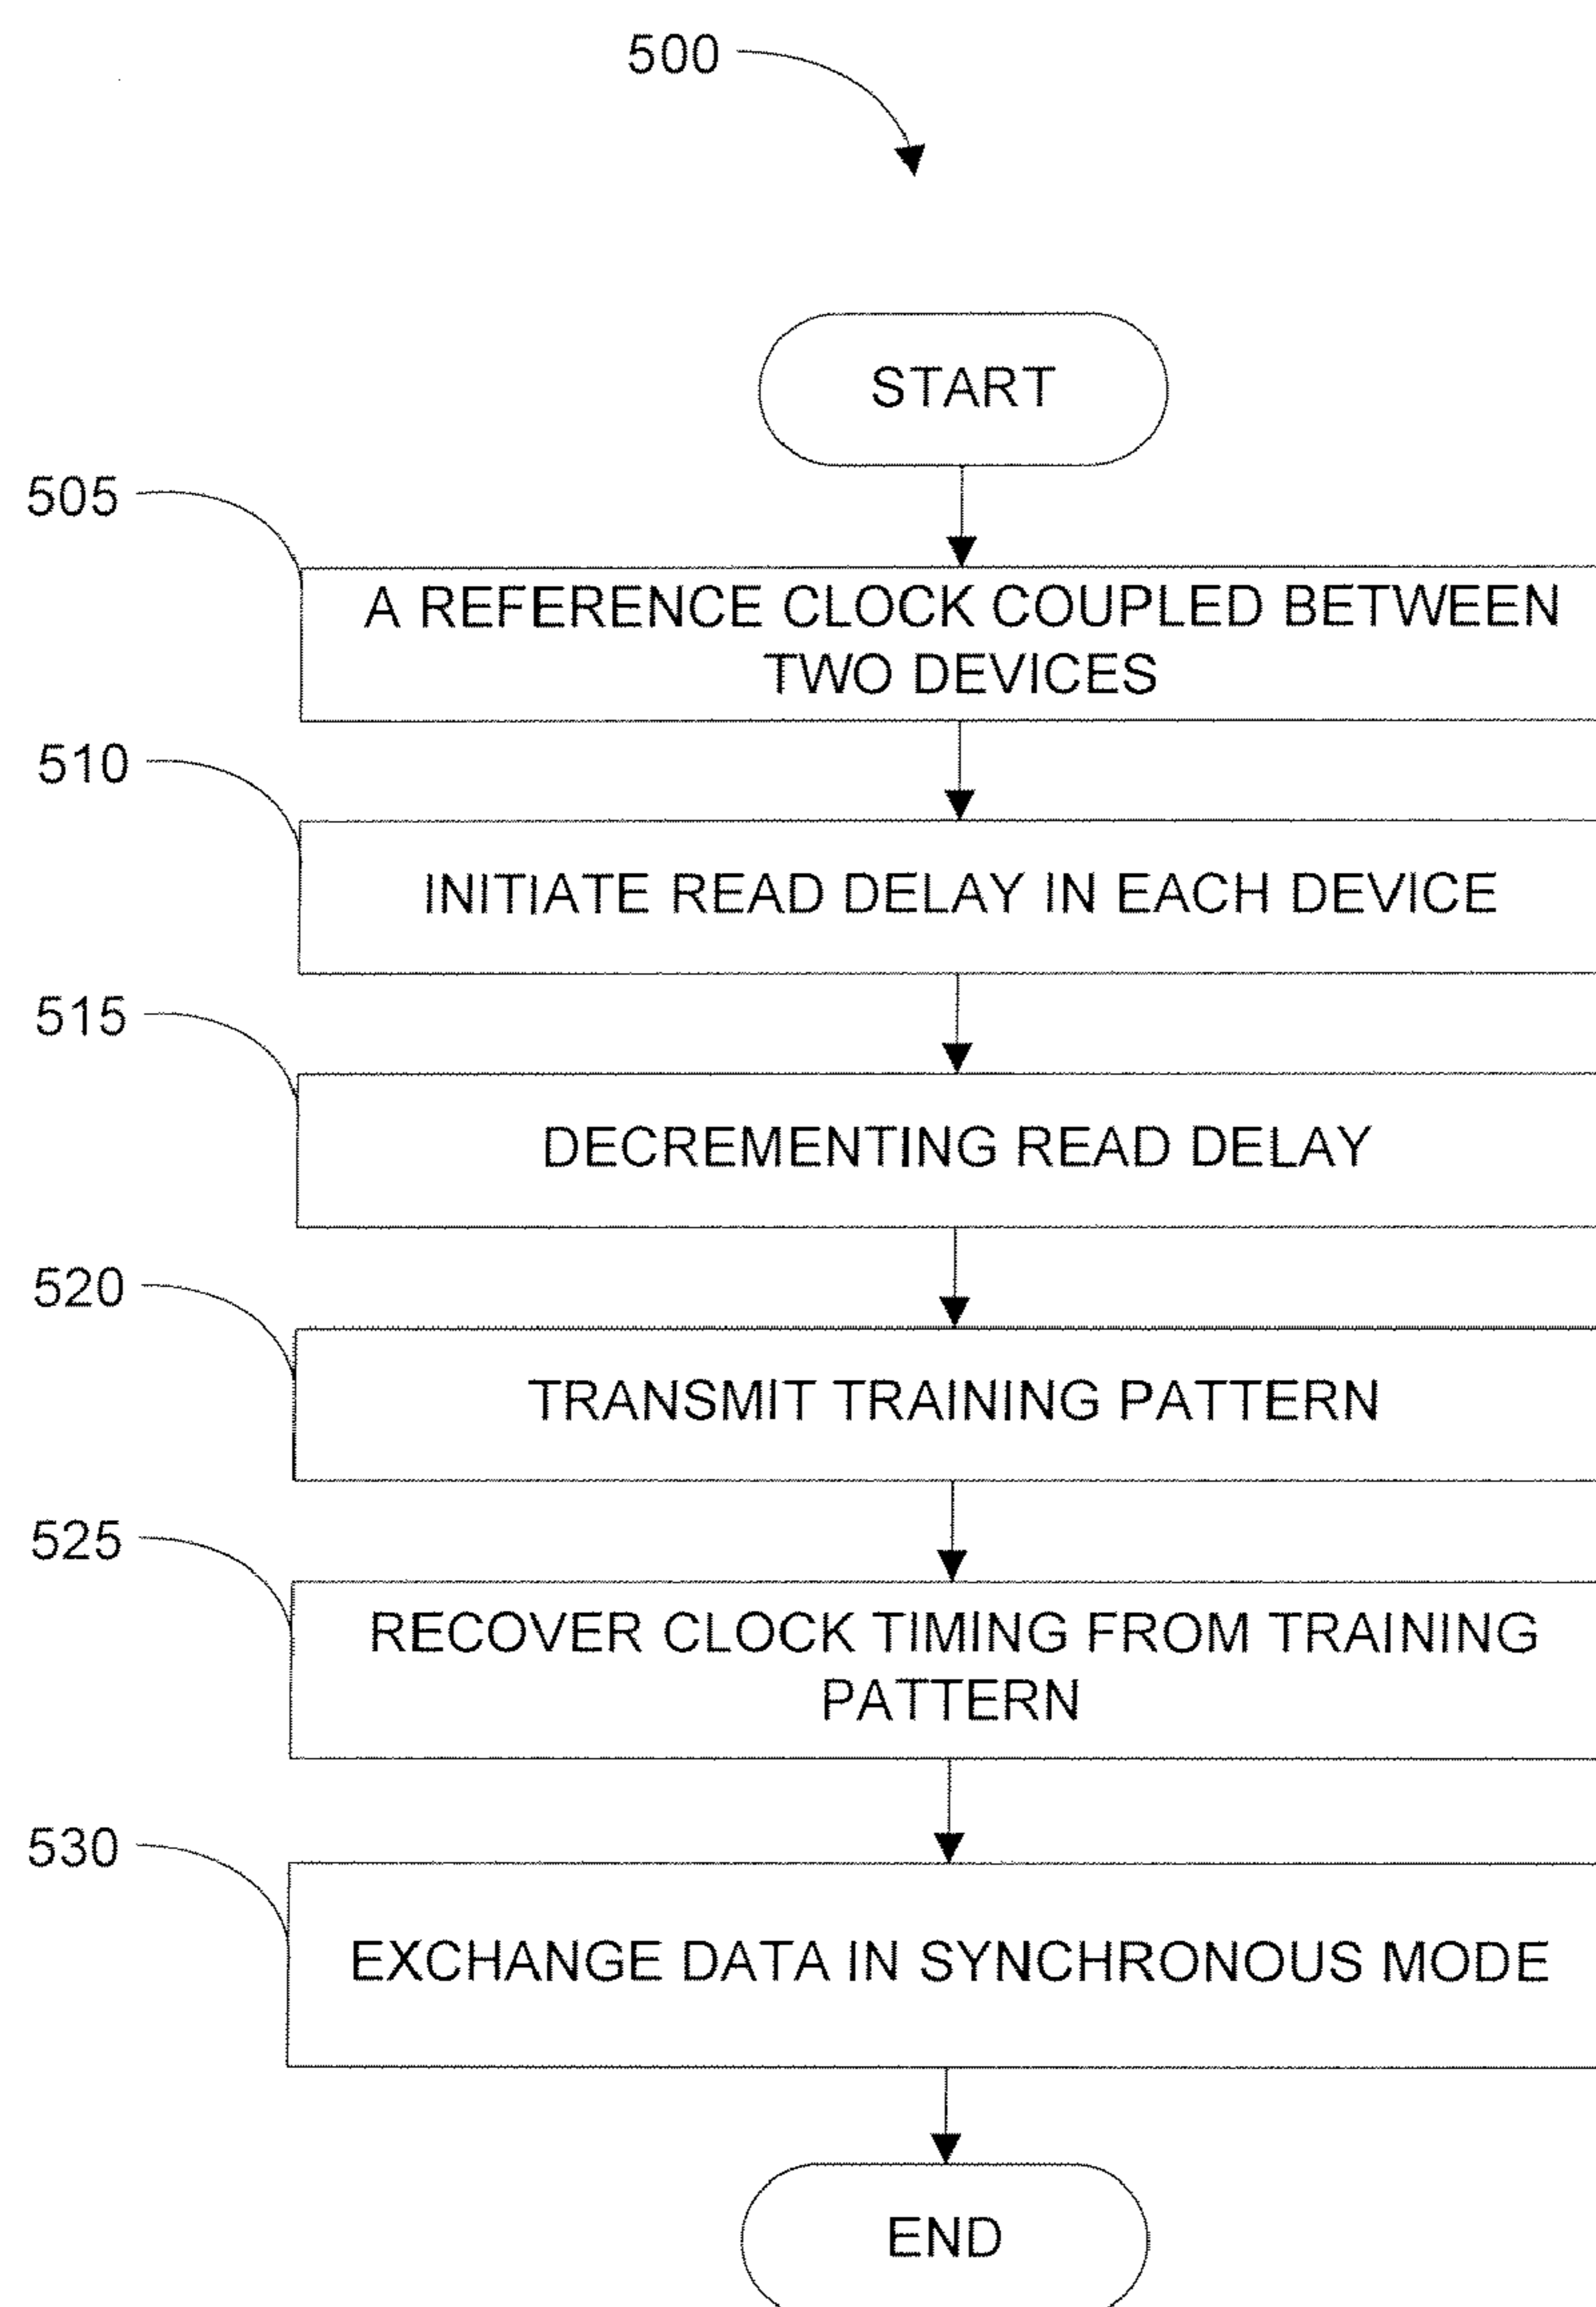 500
START
505
A REFERENCE CLOCK COUPLED BETWEEN
TWO DEVICES
510
INITIATE READ DELAY IN EACH DEVICE
515
DECREMENTING READ DELAY
520
TRANSMIT TRAINING PATTERN
525
RECOVER CLOCK TIMING FROM TRAINING
PATTERN
530
EXCHANGE DATA IN SYNCHRONOUS MODE
END